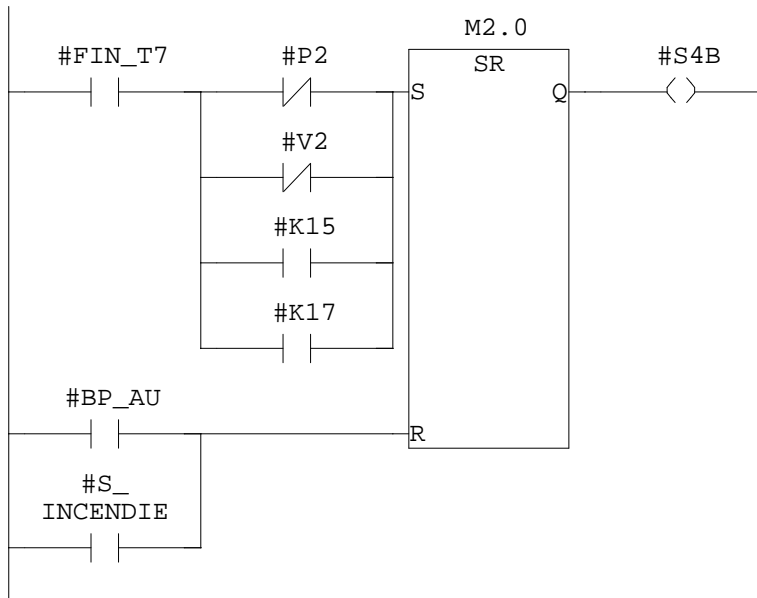 M2.0
#FIN_T7
#P2
SR
#S4B
S
Q
#V2
#K15
#K17
#BP_AU
R
#S_
INCENDIE